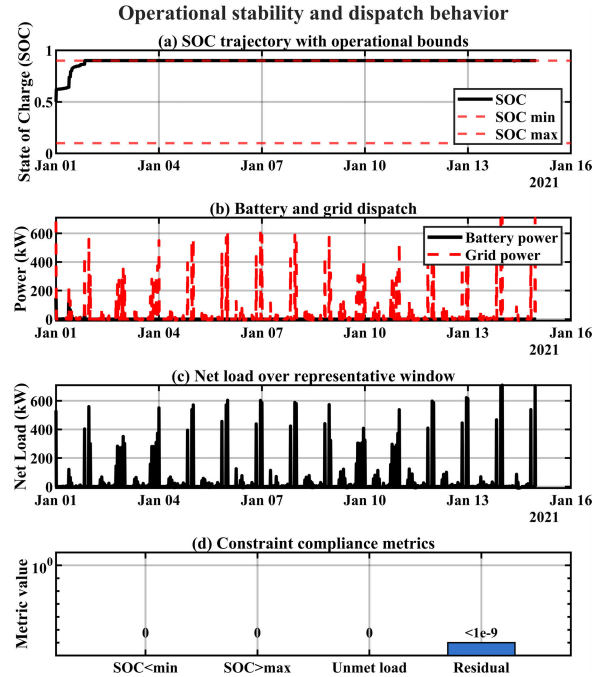 Operational stability and dispatch behavior
(a) SOC trajectory with operational bounds
State of Charge (SOC)
1
0.5
0
SOC
SOC min
SOC max
Jan 01 Jan 04 Jan 07 Jan 10 Jan 13 Jan 16
2021
(b) Battery and grid dispatch
Power (kW)
600
400
200
0
Battery power
Grid power
Jan 01 Jan 04 Jan 07 Jan 10 Jan 13 Jan 16
2021
(c) Net load over representative window
Net Load (kW)
600
400
200
0
Jan 01 Jan 04 Jan 07 Jan 10 Jan 13 Jan 16
2021
(d) Constraint compliance metrics
Metric value
10^0
0 0 0 <1e-9
SOC<min SOC>max Unmet load Residual